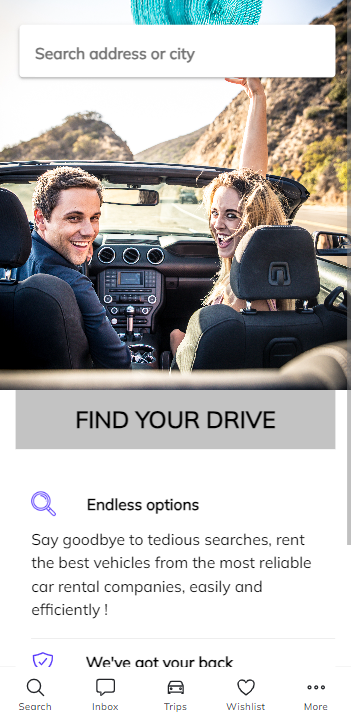 Search address or city
FIND YOUR DRIVE
Endless options
Say goodbye to tedious searches, rent
the best vehicles from the most reliable
car rental companies, easily and
efficiently !
We've got your back
Search
Inbox
Trips
Wishlist
More